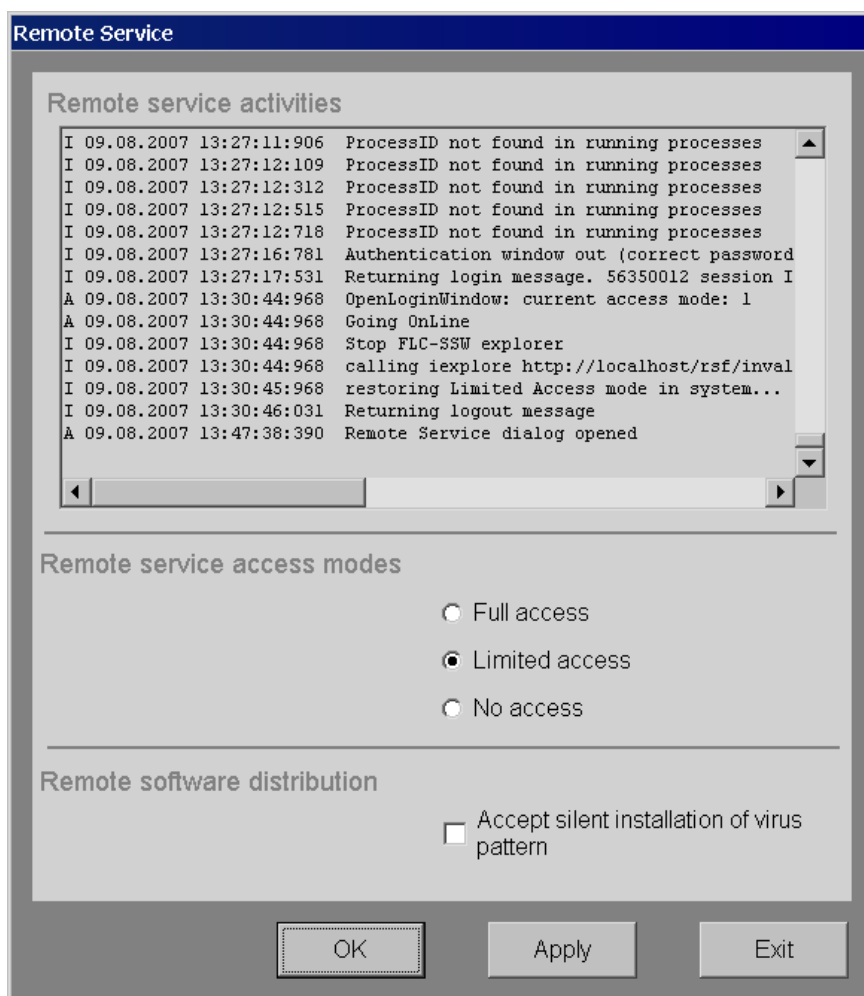 Remote Service
Remote service activities
I 09.08.2007 13:27:11:906 ProcessID not found in running processes
I 09.08.2007 13:27:12:109 ProcessID not found in running processes
I 09.08.2007 13:27:12:312 ProcessID not found in running processes
I 09.08.2007 13:27:12:515 ProcessID not found in running processes
I 09.08.2007 13:27:12:718 ProcessID not found in running processes
I 09.08.2007 13:27:16:781 Authentication window out (correct password
I 09.08.2007 13:27:17:531 Returning login message. 56350012 session I
A 09.08.2007 13:30:44:968 OpenLoginWindow: current access mode: 1
A 09.08.2007 13:30:44:968 Going OnLine
I 09.08.2007 13:30:44:968 Stop FLC-SSW explorer
I 09.08.2007 13:30:44:968 calling iexplore http://localhost/rsf/inval
I 09.08.2007 13:30:45:968 restoring Limited Access mode in system...
I 09.08.2007 13:30:46:031 Returning logout message
A 09.08.2007 13:47:38:390 Remote Service dialog opened
Remote service access modes
Full access
Limited access
No access
Remote software distribution
Accept silent installation of virus
pattern
OK Apply Exit